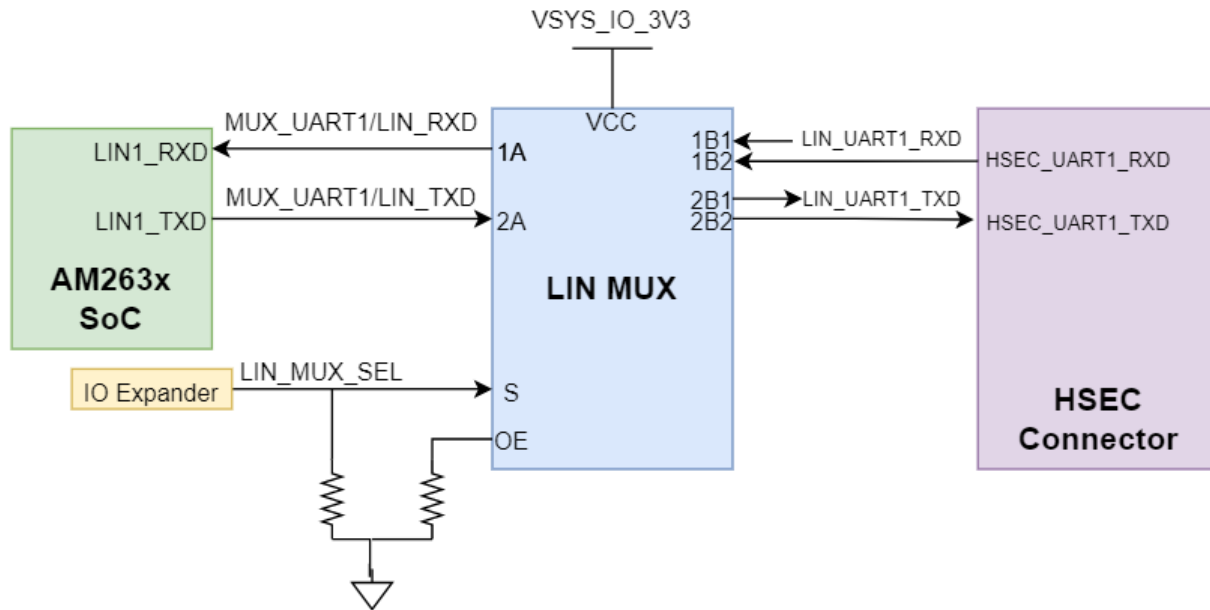 VSYS_IO_3V3
VCC
MUX_UART1/LIN_RXD
LIN1_RXD
1A
1B1
LIN_UART1_RXD
1B2
HSEC_UART1_RXD
MUX_UART1/LIN_TXD
LIN1_TXD
2A
2B1
LIN_UART1_TXD
2B2
HSEC_UART1_TXD
AM263x
SoC
LIN MUX
IO Expander
LIN_MUX_SEL
S
OE
HSEC
Connector